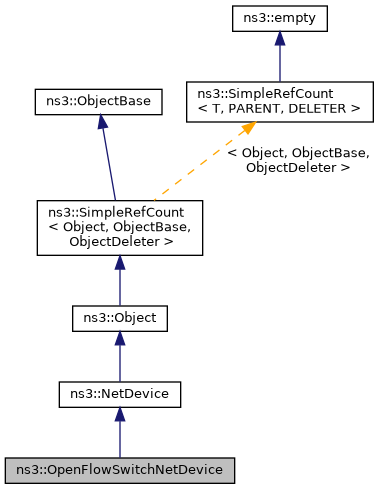 ns3::empty
ns3::SimpleRefCount
< T, PARENT, DELETER >
ns3::ObjectBase
< Object, ObjectBase,
ObjectDeleter >
ns3::SimpleRefCount
< Object, ObjectBase,
ObjectDeleter >
ns3::Object
ns3::NetDevice
ns3::OpenFlowSwitchNetDevice